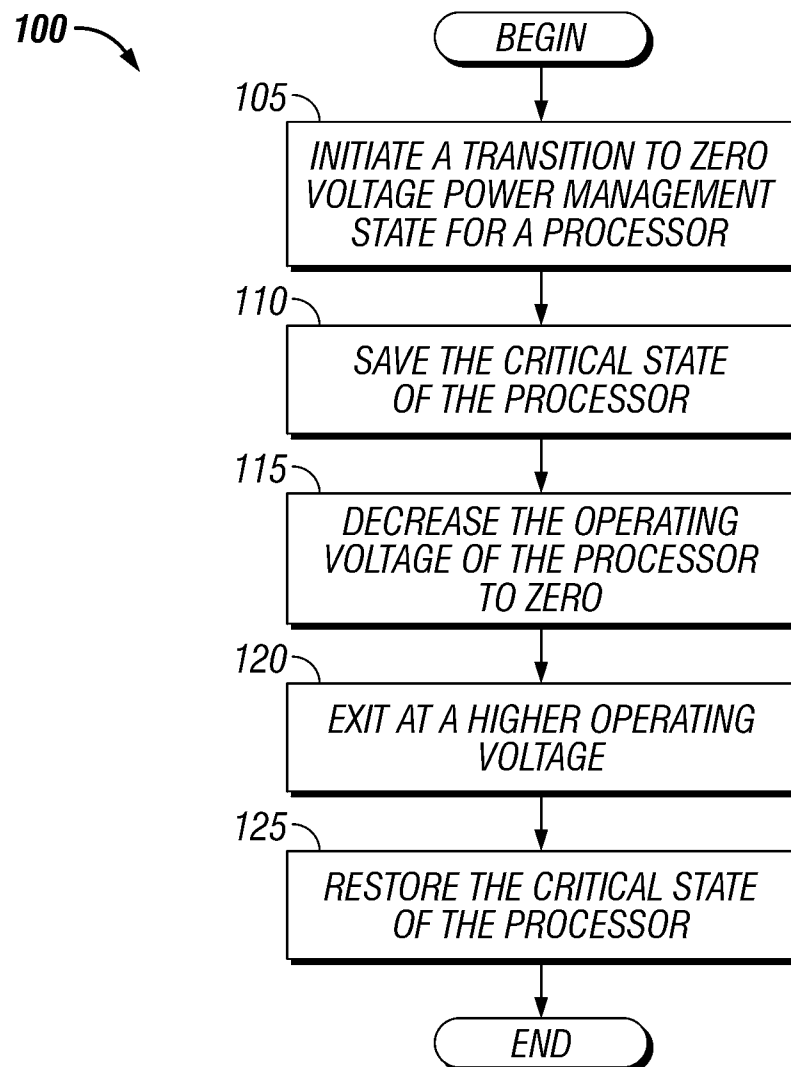 100
BEGIN
105
INITIATE A TRANSITION TO ZERO
VOLTAGE POWER MANAGEMENT
STATE FOR A PROCESSOR
110
SAVE THE CRITICAL STATE
OF THE PROCESSOR
115
DECREASE THE OPERATING
VOLTAGE OF THE PROCESSOR
TO ZERO
120
EXIT AT A HIGHER OPERATING
VOLTAGE
125
RESTORE THE CRITICAL STATE
OF THE PROCESSOR
END